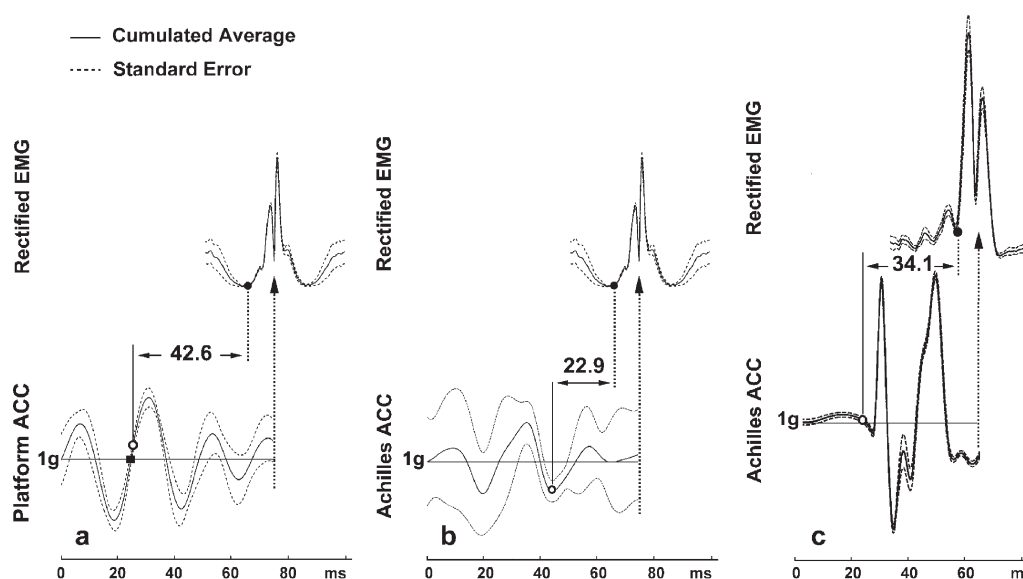 Cumulated Average
Standard Error
Rectified EMG
Platform ACC
1g
42.6
a
0 20 40 60 80 ms
Rectified EMG
Achilles ACC
1g
22.9
b
0 20 40 60 80 ms
Rectified EMG
Achilles ACC
1g
34.1
c
0 20 40 60 m